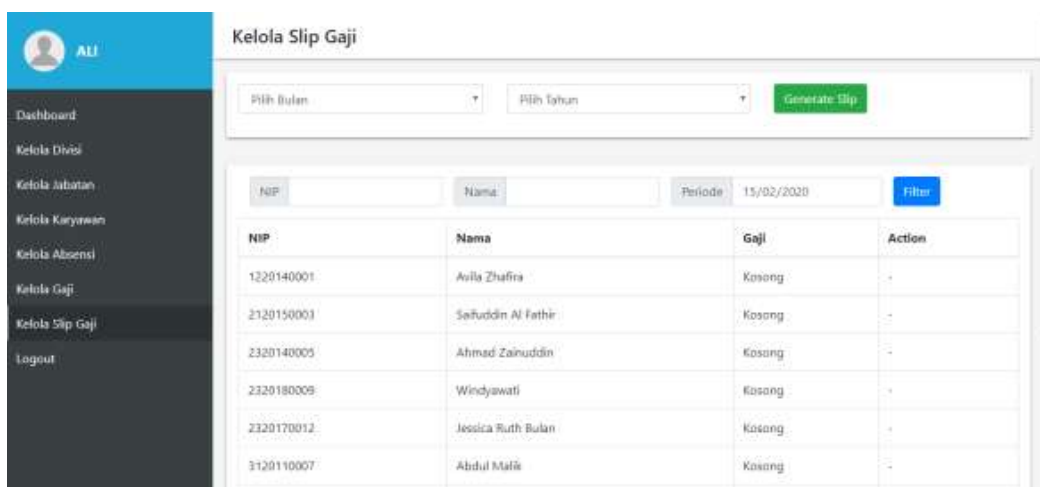 ALI
Kelola Slip Gaji
Pilih Bulan Pilih Tahun Generate Slip
Dashboard
Kelola Divisi
Kelola Jabatan
Kelola Karyawan
Kelola Absensi
Kelola Gaji
Kelola Slip Gaji
Logout
NIP Nama Periode 15/02/2020 Filter
NIP Nama Gaji Action
1220140001 Avila Zhafira Kosong -
2120150003 Saifuddin Al Fathir Kosong -
2320140005 Ahmad Zainuddin Kosong -
2320180009 Windyawati Kosong -
2320170012 Jessica Ruth Bulan Kosong -
3120110007 Abdul Malik Kosong -